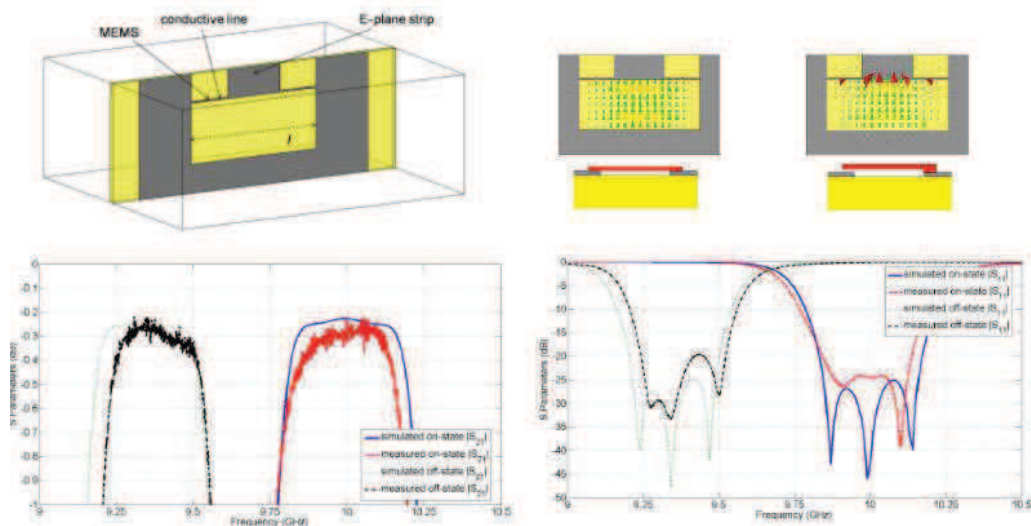 conductive line
E-plane strip
MEMS
0
-0.1
-0.2
-0.3
-0.4
-0.5
-0.6
-0.7
-0.8
-0.9
-1
S Parameters (dB)
9
9.25
9.5
9.75
10
10.25
10.5
Frequency (GHz)
simulated on-state |S21|
measured on-state |S21|
simulated off-state |S21|
measured off-state |S21|
0
-5
-10
-15
-20
-25
-30
-35
-40
-45
-50
S Parameters (dB)
9
9.25
9.5
9.75
10
10.25
10.5
Frequency (GHz)
simulated on-state |S11|
measured on-state |S11|
simulated off-state |S11|
measured off-state |S11|